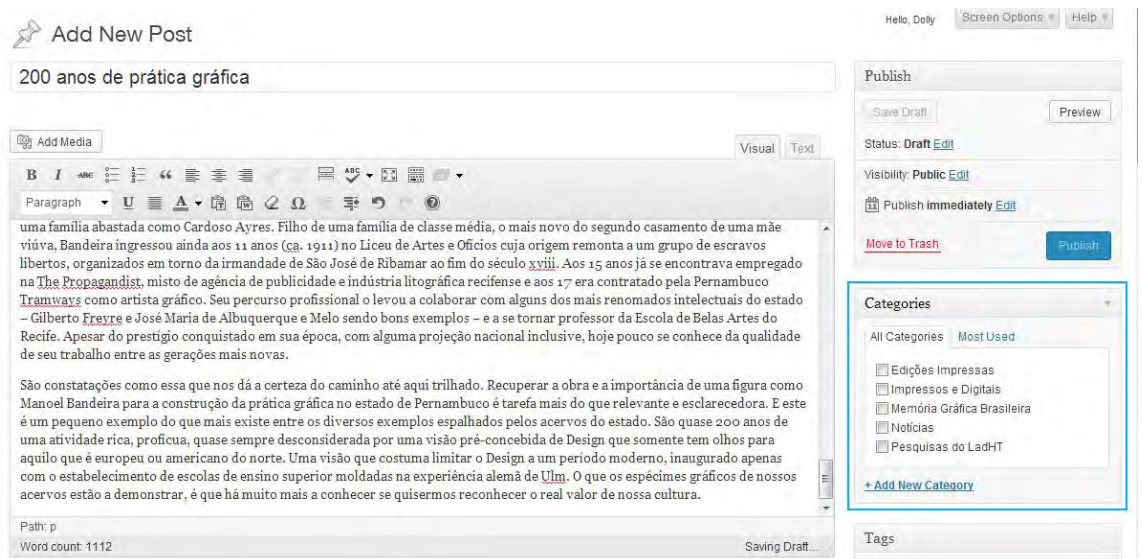 Hello, Dolly
Screen Options
Help
Add New Post
200 anos de prática gráfica
Add Media
Visual
Text
B I ABC
ABC
Paragraph
U
A
Ω
uma família abastada como Cardoso Ayres. Filho de uma família de classe média, o mais novo do segundo casamento de uma mãe
viúva, Bandeira ingressou ainda aos 11 anos (ca. 1911) no Liceu de Artes e Ofícios cuja origem remonta a um grupo de escravos
libertos, organizados em torno da irmandade de São José de Ribamar ao fim do século xviii. Aos 15 anos já se encontrava empregado
na The Propagandist, misto de agência de publicidade e indústria litográfica recifense e aos 17 era contratado pela Pernambuco
Tramways como artista gráfico. Seu percurso profissional o levou a colaborar com alguns dos mais renomados intelectuais do estado
– Gilberto Freyre e José Maria de Albuquerque e Melo sendo bons exemplos – e a se tornar professor da Escola de Belas Artes do
Recife. Apesar do prestígio conquistado em sua época, com alguma projeção nacional inclusive, hoje pouco se conhece da qualidade
de seu trabalho entre as gerações mais novas.
São constatações como essa que nos dá a certeza do caminho até aqui trilhado. Recuperar a obra e a importância de uma figura como
Manoel Bandeira para a construção da prática gráfica no estado de Pernambuco é tarefa mais do que relevante e esclarecedora. E este
é um pequeno exemplo do que mais existe entre os diversos exemplos espalhados pelos acervos do estado. São quase 200 anos de
uma atividade rica, profícua, quase sempre desconsiderada por uma visão pré-concebida de Design que somente tem olhos para
aquilo que é europeu ou americano do norte. Uma visão que costuma limitar o Design a um período moderno, inaugurado apenas
com o estabelecimento de escolas de ensino superior moldadas na experiência alemã de Ulm. O que os espécimes gráficos de nossos
acervos estão a demonstrar, é que há muito mais a conhecer se quisermos reconhecer o real valor de nossa cultura.
Path: p
Word count: 1112
Saving Draft...
Publish
Save Draft
Preview
Status: Draft Edit
Visibility: Public Edit
11 Publish immediately Edit
Move to Trash
Publish
Categories
All Categories
Most Used
Edições Impressas
Impressos e Digitais
Memória Gráfica Brasileira
Notícias
Pesquisas do LadHT
+ Add New Category
Tags